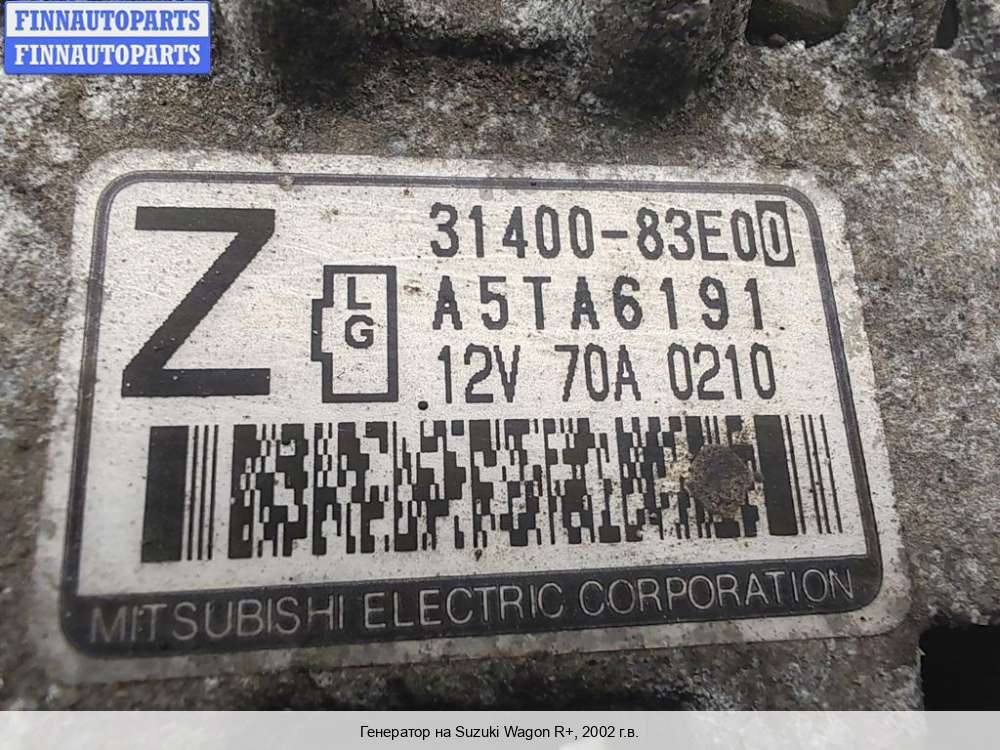 FINNAUTOPARTS
FINNAUTOPARTS
Z
31400-83E00
L
G
A5TA6191
12V 70A 0210
MITSUBISHI ELECTRIC CORPORATION
Генератор на Suzuki Wagon R+, 2002 г.в.